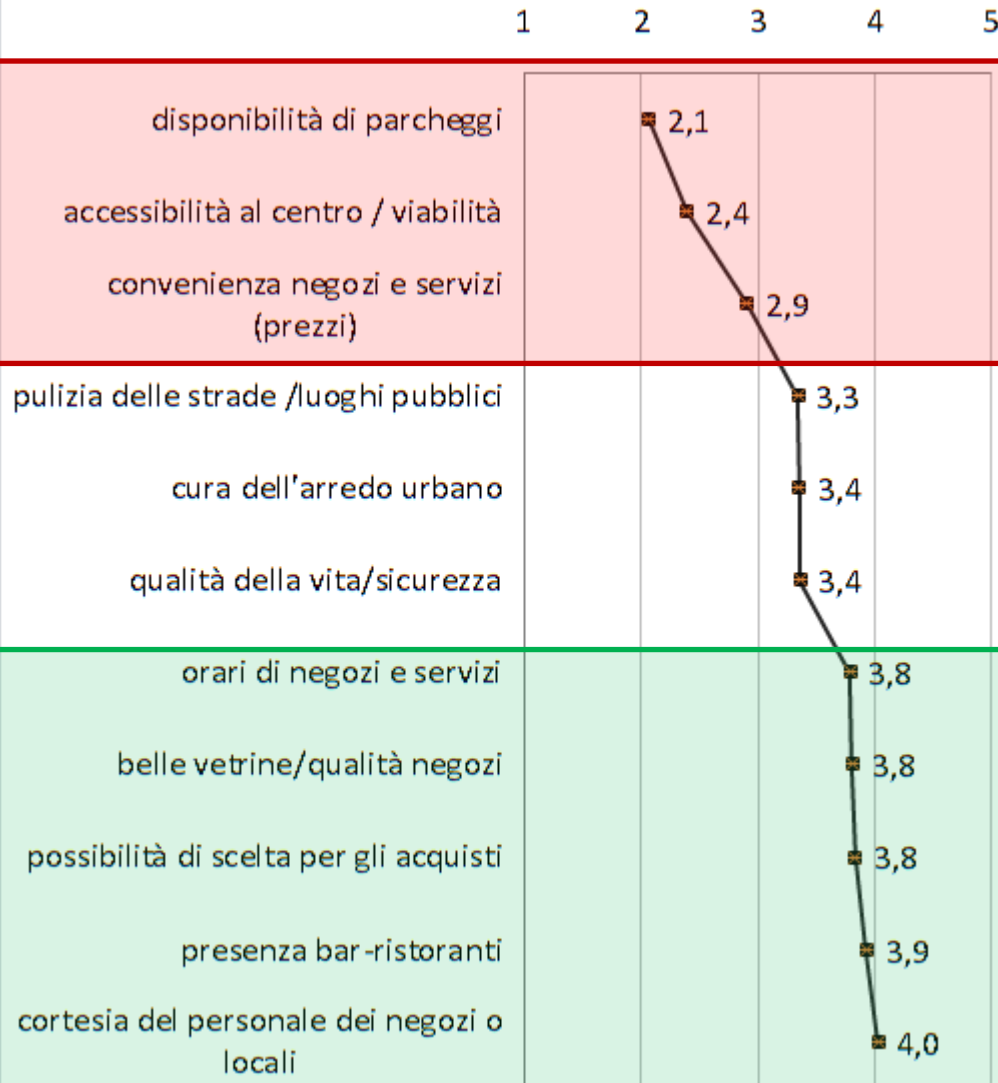 1 2 3 4 5
disponibilità di parcheggi 2,1
accessibilità al centro / viabilità 2,4
convenienza negozi e servizi
(prezzi) 2,9
pulizia delle strade /luoghi pubblici 3,3
cura dell'arredo urbano 3,4
qualità della vita/sicurezza 3,4
orari di negozi e servizi 3,8
belle vetrine/qualità negozi 3,8
possibilità di scelta per gli acquisti 3,8
presenza bar-ristoranti 3,9
cortesia del personale dei negozi o
locali 4,0